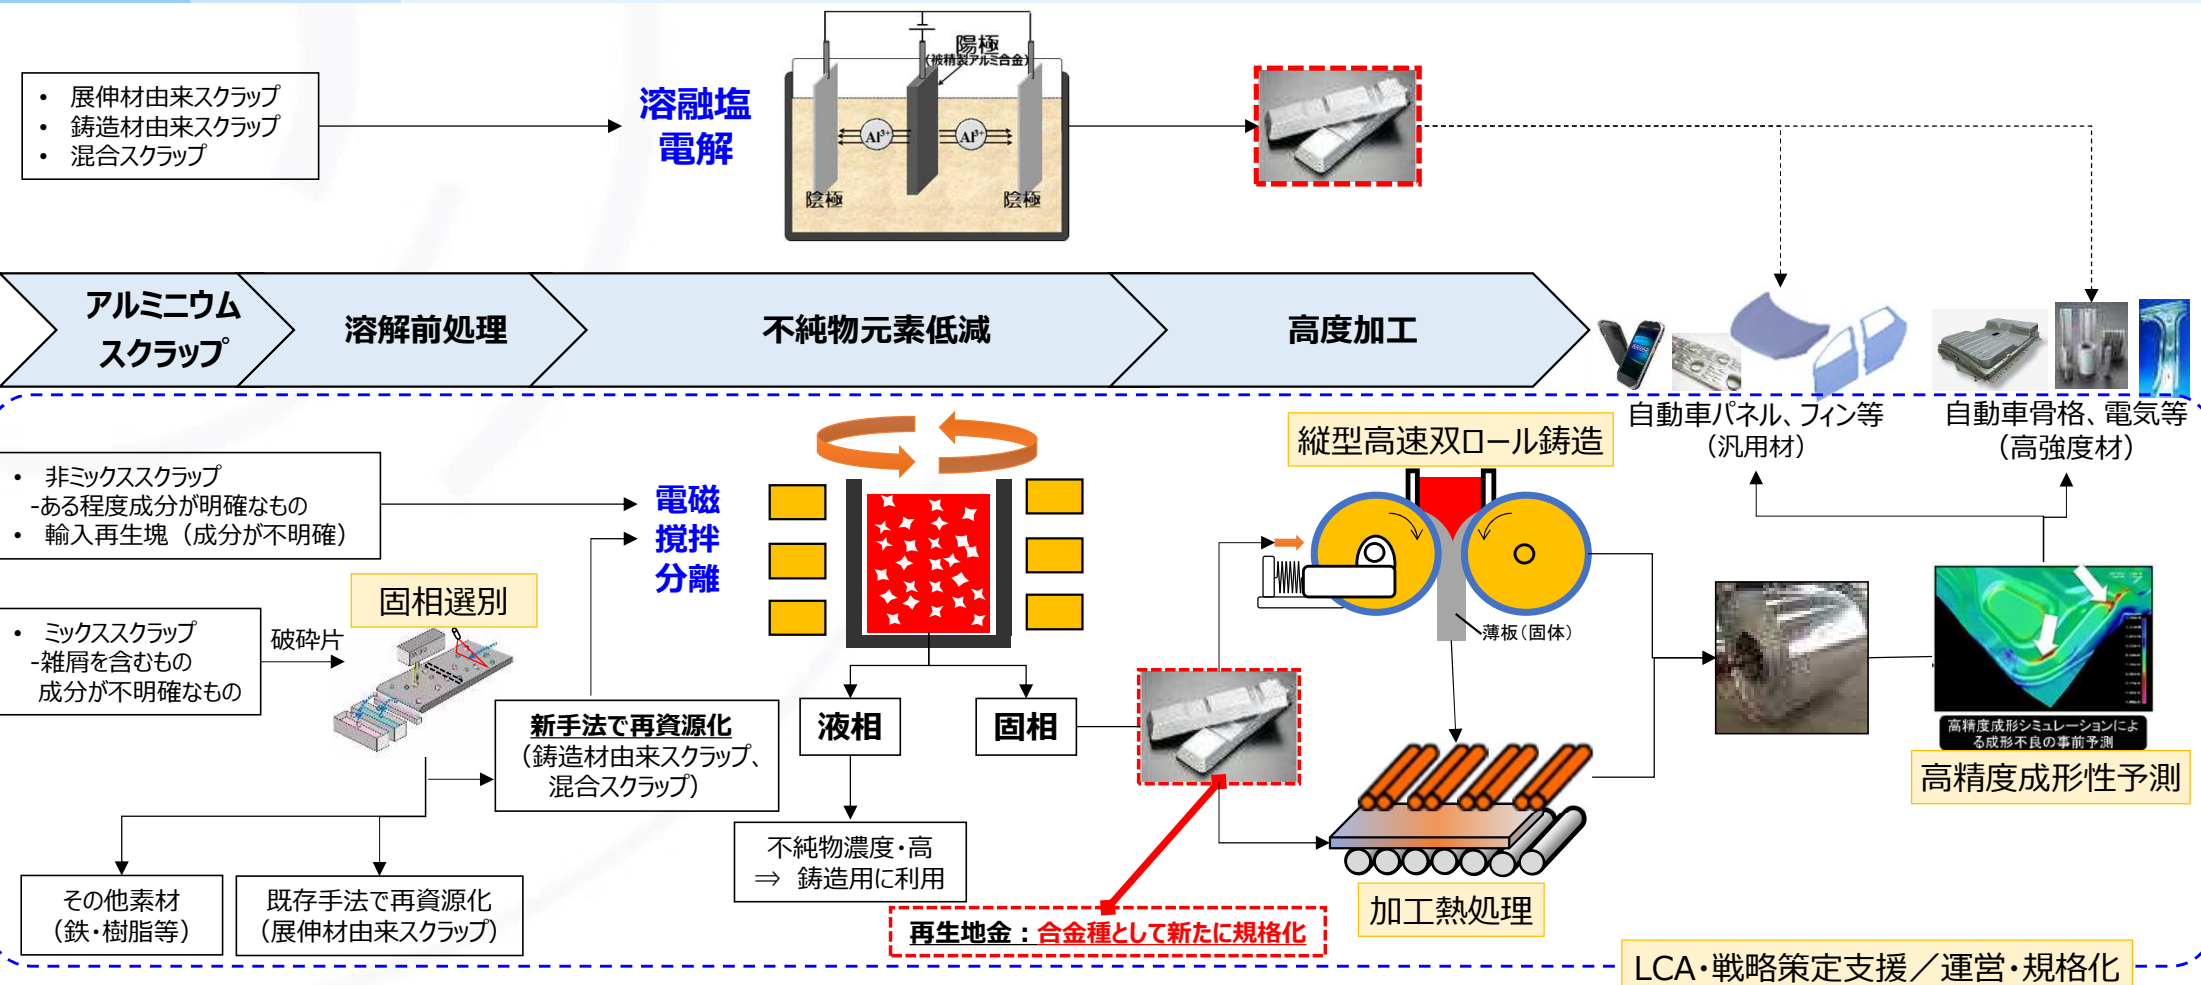 • 展伸材由来スクラップ
• 鋳造材由来スクラップ
• 混合スクラップ
溶融塩
電解
陽極
(被精製アルミ合金)
Al³⁺
Al³⁺
陰極
陰極
アルミニウム
スクラップ
溶解前処理
不純物元素低減
高度加工
自動車パネル、フィン等
(汎用材)
自動車骨格、電気等
(高強度材)
• 非ミックススクラップ
-ある程度成分が明確なもの
• 輸入再生塊（成分が不明確）
電磁
撹拌
分離
縦型高速双ロール鋳造
薄板(固体)
• ミックススクラップ
-雑屑を含むもの
成分が不明確なもの
破砕片
固相選別
新手法で再資源化
（鋳造材由来スクラップ、
混合スクラップ）
液相
固相
不純物濃度・高
⇒ 鋳造用に利用
その他素材
（鉄・樹脂等）
既存手法で再資源化
（展伸材由来スクラップ）
再生地金：合金種として新たに規格化
加工熱処理
高精度成形シミュレーションによ
る成形不良の事前予測
高精度成形性予測
LCA・戦略策定支援／運営・規格化